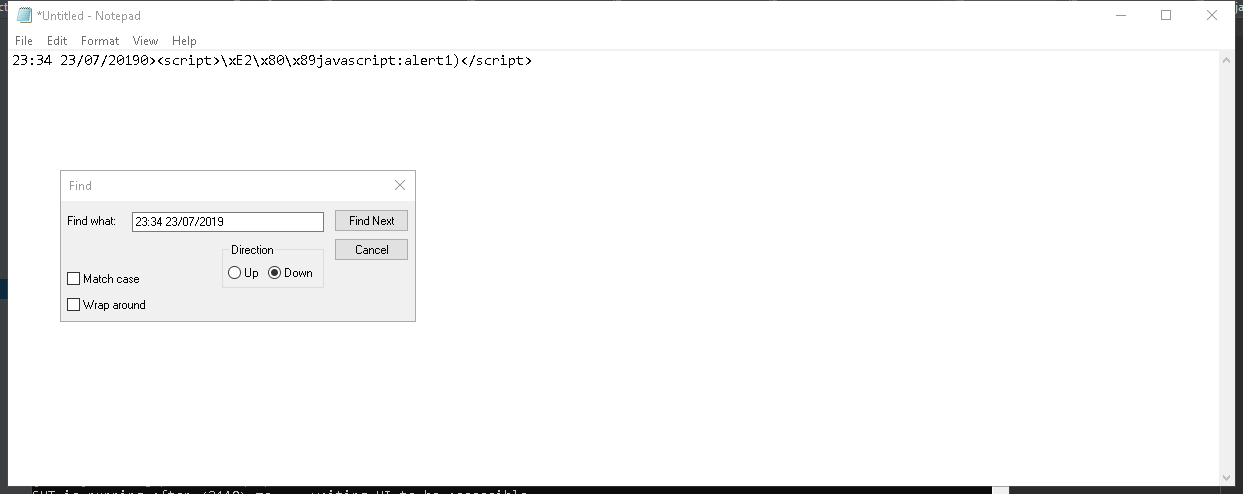 *Untitled - Notepad
File Edit Format View Help
23:34 23/07/20190><script>\xE2\x80\x89javascript:alert1)</script>
Find
Find what: 23:34 23/07/2019 Find Next
Direction Cancel
Up Down
Match case
Wrap around